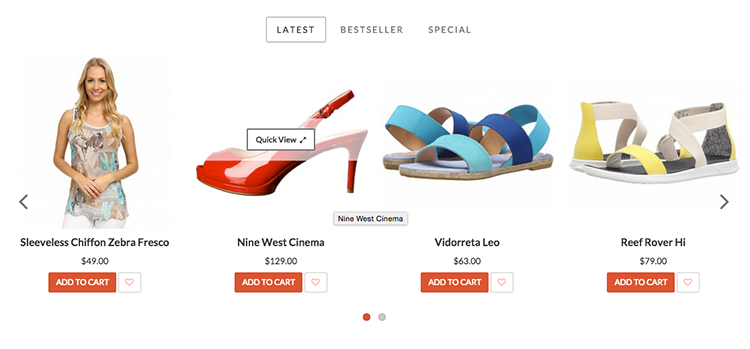 LATEST BESTSELLER SPECIAL
Quick View
Nine West Cinema
Sleeveless Chiffon Zebra Fresco Nine West Cinema Vidorreta Leo Reef Rover Hi
$49.00 $129.00 $63.00 $79.00
ADD TO CART ADD TO CART ADD TO CART ADD TO CART